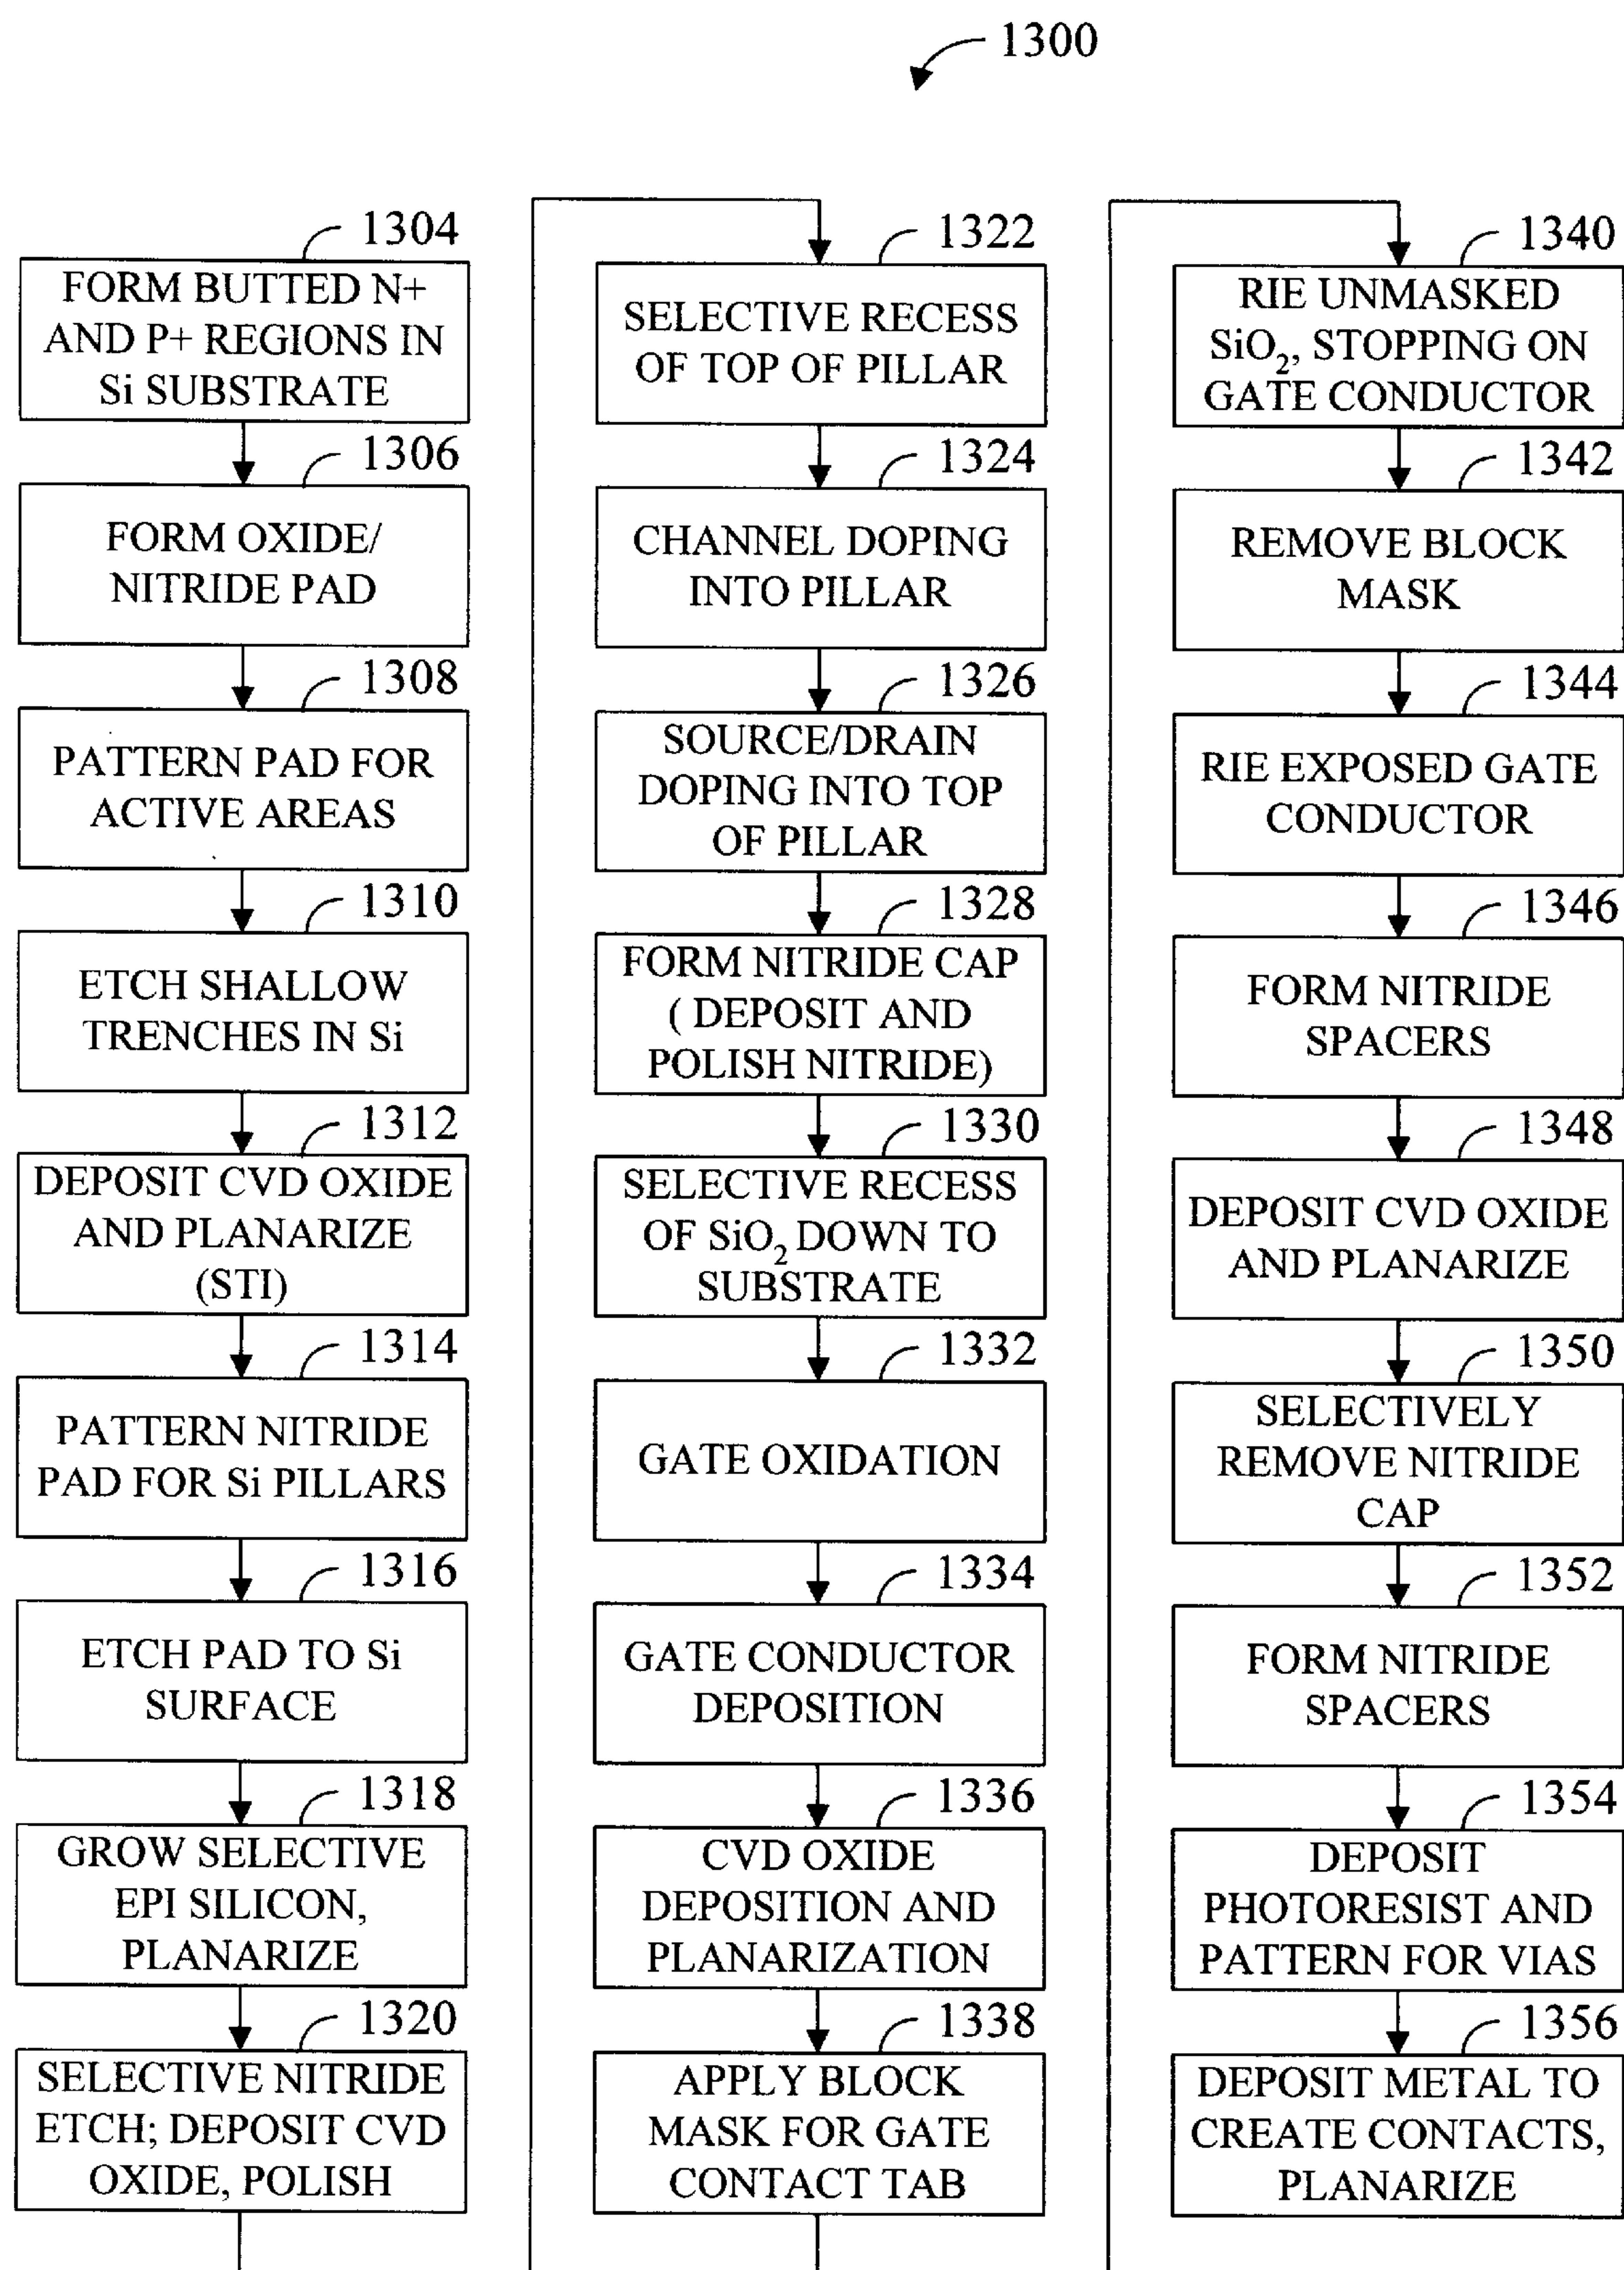 1300
1304
FORM BUTTED N+
AND P+ REGIONS IN
Si SUBSTRATE
1306
FORM OXIDE/
NITRIDE PAD
1308
PATTERN PAD FOR
ACTIVE AREAS
1310
ETCH SHALLOW
TRENCHES IN Si
1312
DEPOSIT CVD OXIDE
AND PLANARIZE
(STI)
1314
PATTERN NITRIDE
PAD FOR Si PILLARS
1316
ETCH PAD TO Si
SURFACE
1318
GROW SELECTIVE
EPI SILICON,
PLANARIZE
1320
SELECTIVE NITRIDE
ETCH; DEPOSIT CVD
OXIDE, POLISH
1322
SELECTIVE RECESS
OF TOP OF PILLAR
1324
CHANNEL DOPING
INTO PILLAR
1326
SOURCE/DRAIN
DOPING INTO TOP
OF PILLAR
1328
FORM NITRIDE CAP
( DEPOSIT AND
POLISH NITRIDE)
1330
SELECTIVE RECESS
OF SiO₂ DOWN TO
SUBSTRATE
1332
GATE OXIDATION
1334
GATE CONDUCTOR
DEPOSITION
1336
CVD OXIDE
DEPOSITION AND
PLANARIZATION
1338
APPLY BLOCK
MASK FOR GATE
CONTACT TAB
1340
RIE UNMASKED
SiO₂, STOPPING ON
GATE CONDUCTOR
1342
REMOVE BLOCK
MASK
1344
RIE EXPOSED GATE
CONDUCTOR
1346
FORM NITRIDE
SPACERS
1348
DEPOSIT CVD OXIDE
AND PLANARIZE
1350
SELECTIVELY
REMOVE NITRIDE
CAP
1352
FORM NITRIDE
SPACERS
1354
DEPOSIT
PHOTORESIST AND
PATTERN FOR VIAS
1356
DEPOSIT METAL TO
CREATE CONTACTS,
PLANARIZE